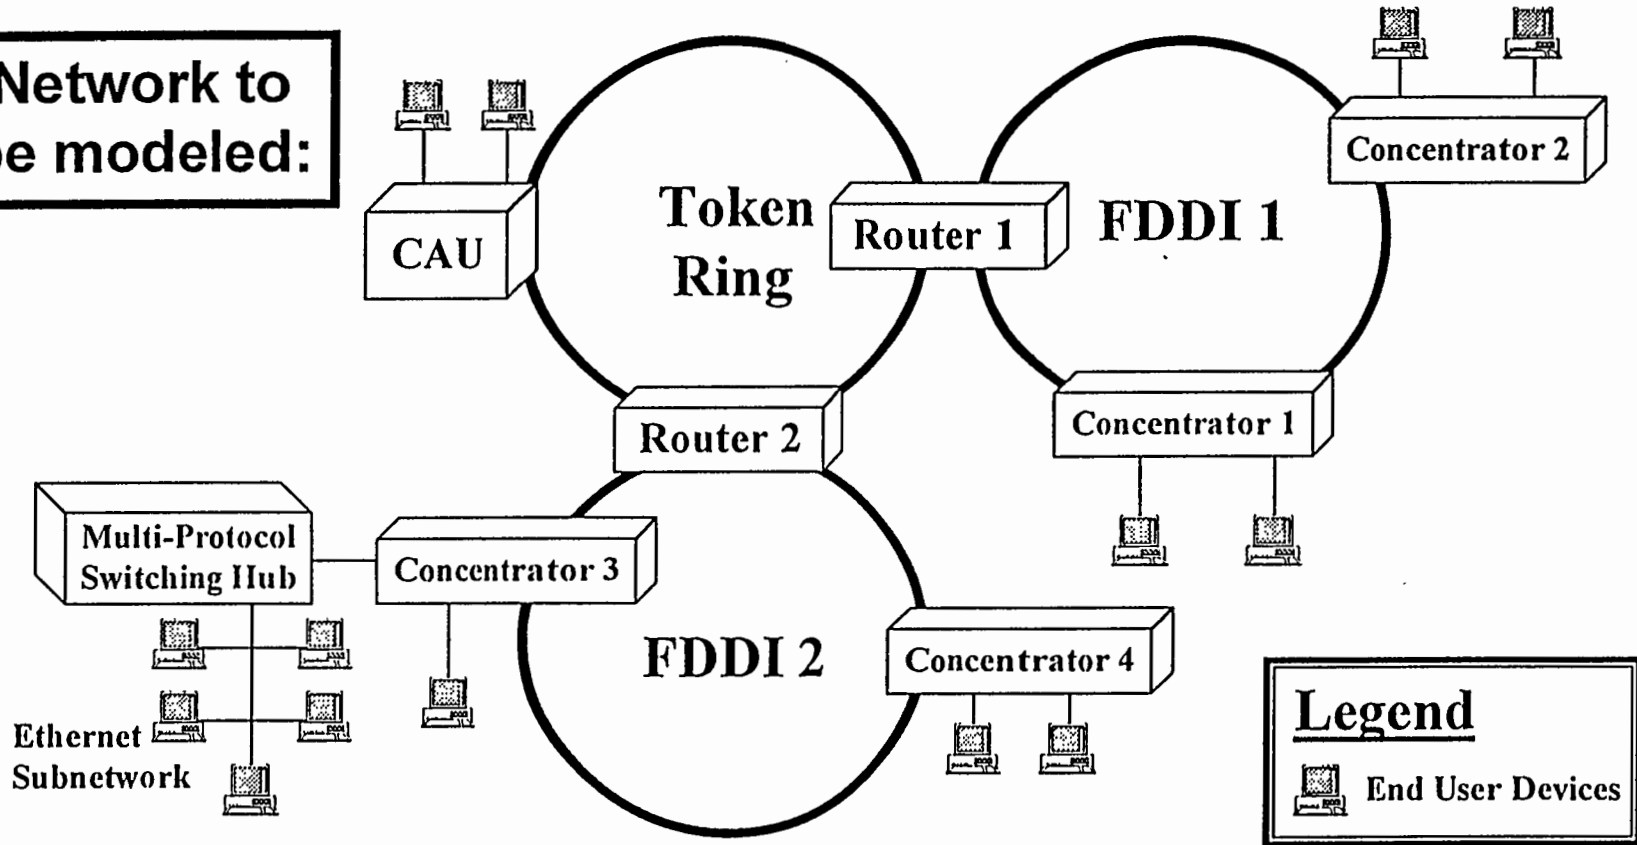 Network to
be modeled:
CAU
Token
Ring
Router 1
FDDI 1
Concentrator 2
Concentrator 1
Router 2
Multi-Protocol
Switching Hub
Concentrator 3
FDDI 2
Concentrator 4
Ethernet
Subnetwork
Legend
End User Devices